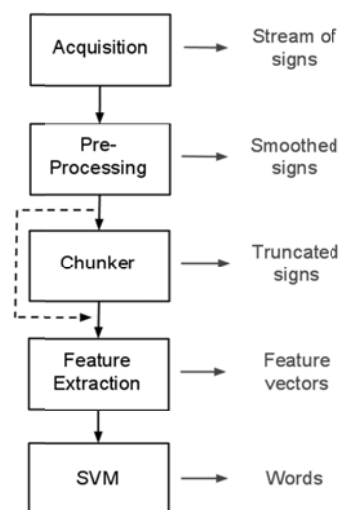 Acquisition
Stream of
signs
Pre-
Processing
Smoothed
signs
Chunker
Truncated
signs
Feature
Extraction
Feature
vectors
SVM
Words